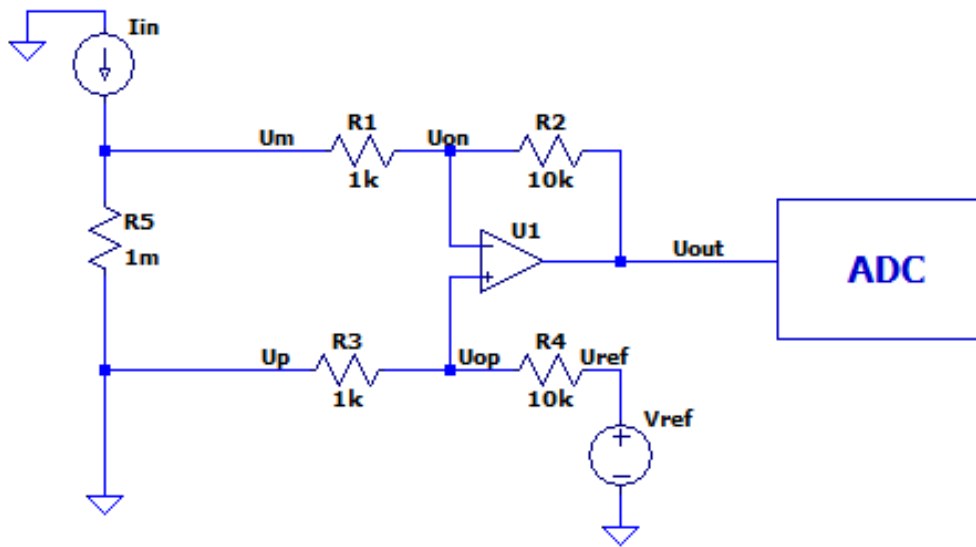 Iin
Um
R1
1k
Uon
R2
10k
R5
1m
U1
Uout
ADC
Up
R3
1k
Uop
R4
10k
Uref
Vref